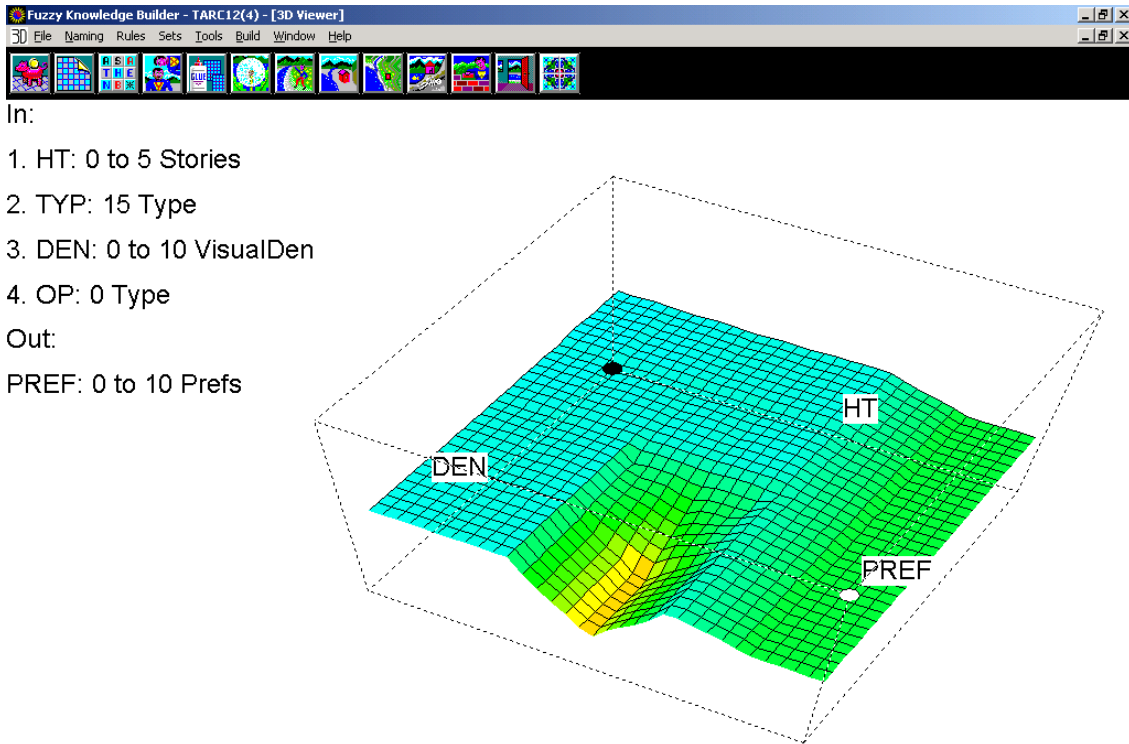 Fuzzy Knowledge Builder - TARC12(4) - [3D Viewer]
3D File Naming Rules Sets Tools Build Window Help
A S A
T H E
N B Ж
GLUE
In:
1. HT: 0 to 5 Stories
2. TYP: 15 Type
3. DEN: 0 to 10 VisualDen
4. OP: 0 Type
Out:
PREF: 0 to 10 Prefs
HT
DEN
PREF